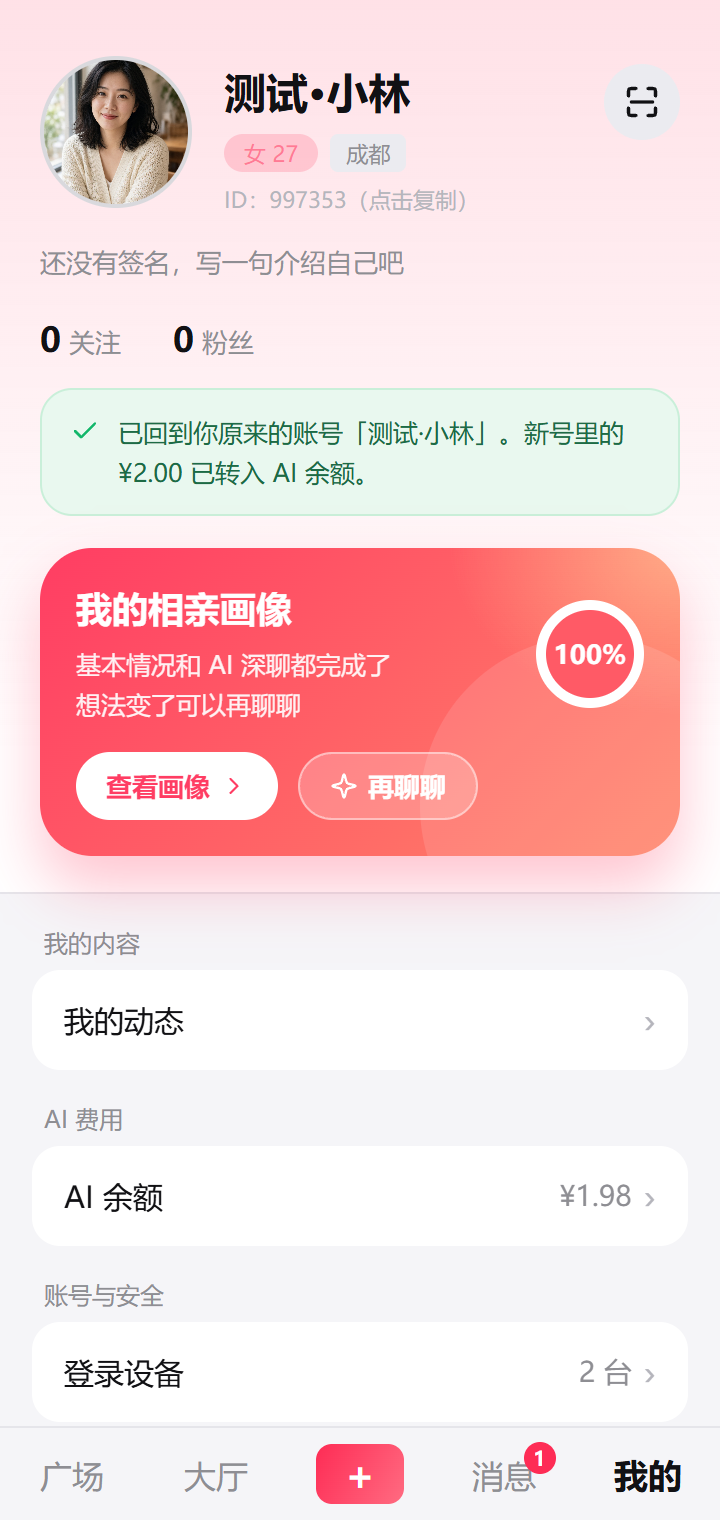 测试·小林
女 27 成都
ID：997353（点击复制）
还没有签名，写一句介绍自己吧
0 关注 0 粉丝
已回到你原来的账号「测试·小林」。新号里的
¥2.00 已转入 AI 余额。
我的相亲画像
基本情况和 AI 深聊都完成了
想法变了可以再聊聊
100%
查看画像 再聊聊
我的内容
我的动态
AI 费用
AI 余额 ¥1.98
账号与安全
登录设备 2 台
广场 大厅 + 消息 1 我的